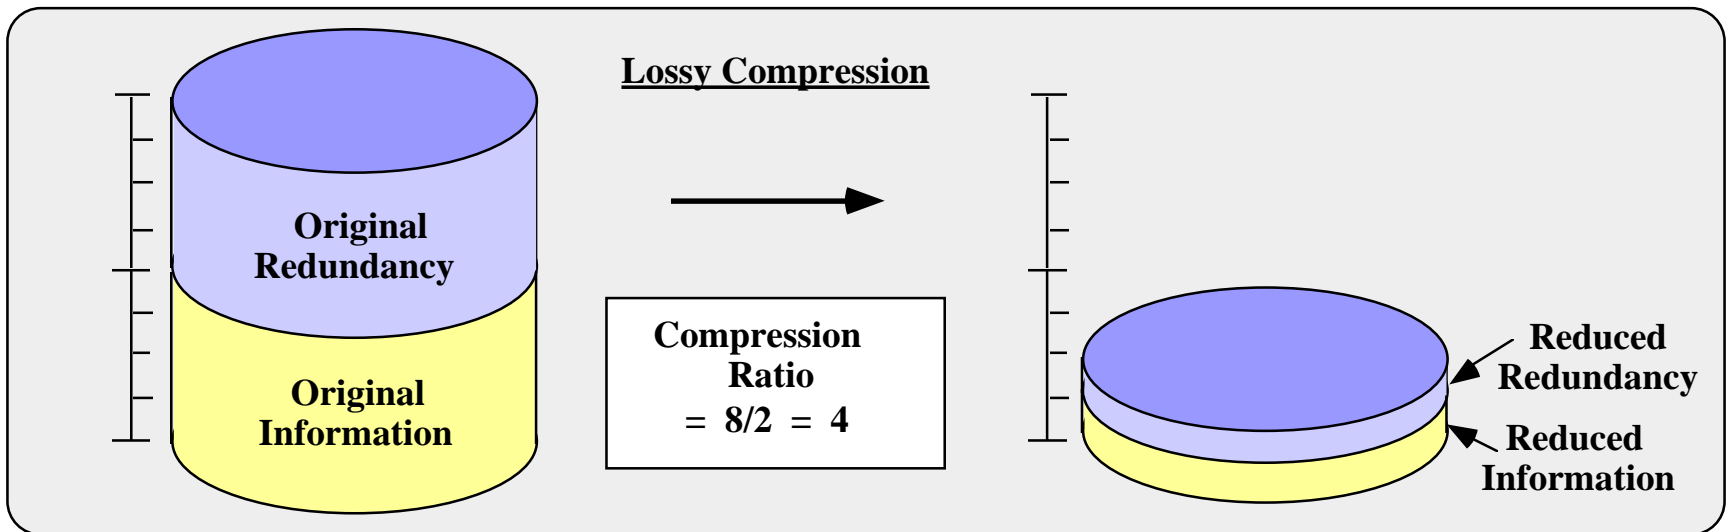 Lossy Compression
Original
Redundancy
Original
Information
Compression
Ratio
= 8/2 = 4
Reduced
Redundancy
Reduced
Information